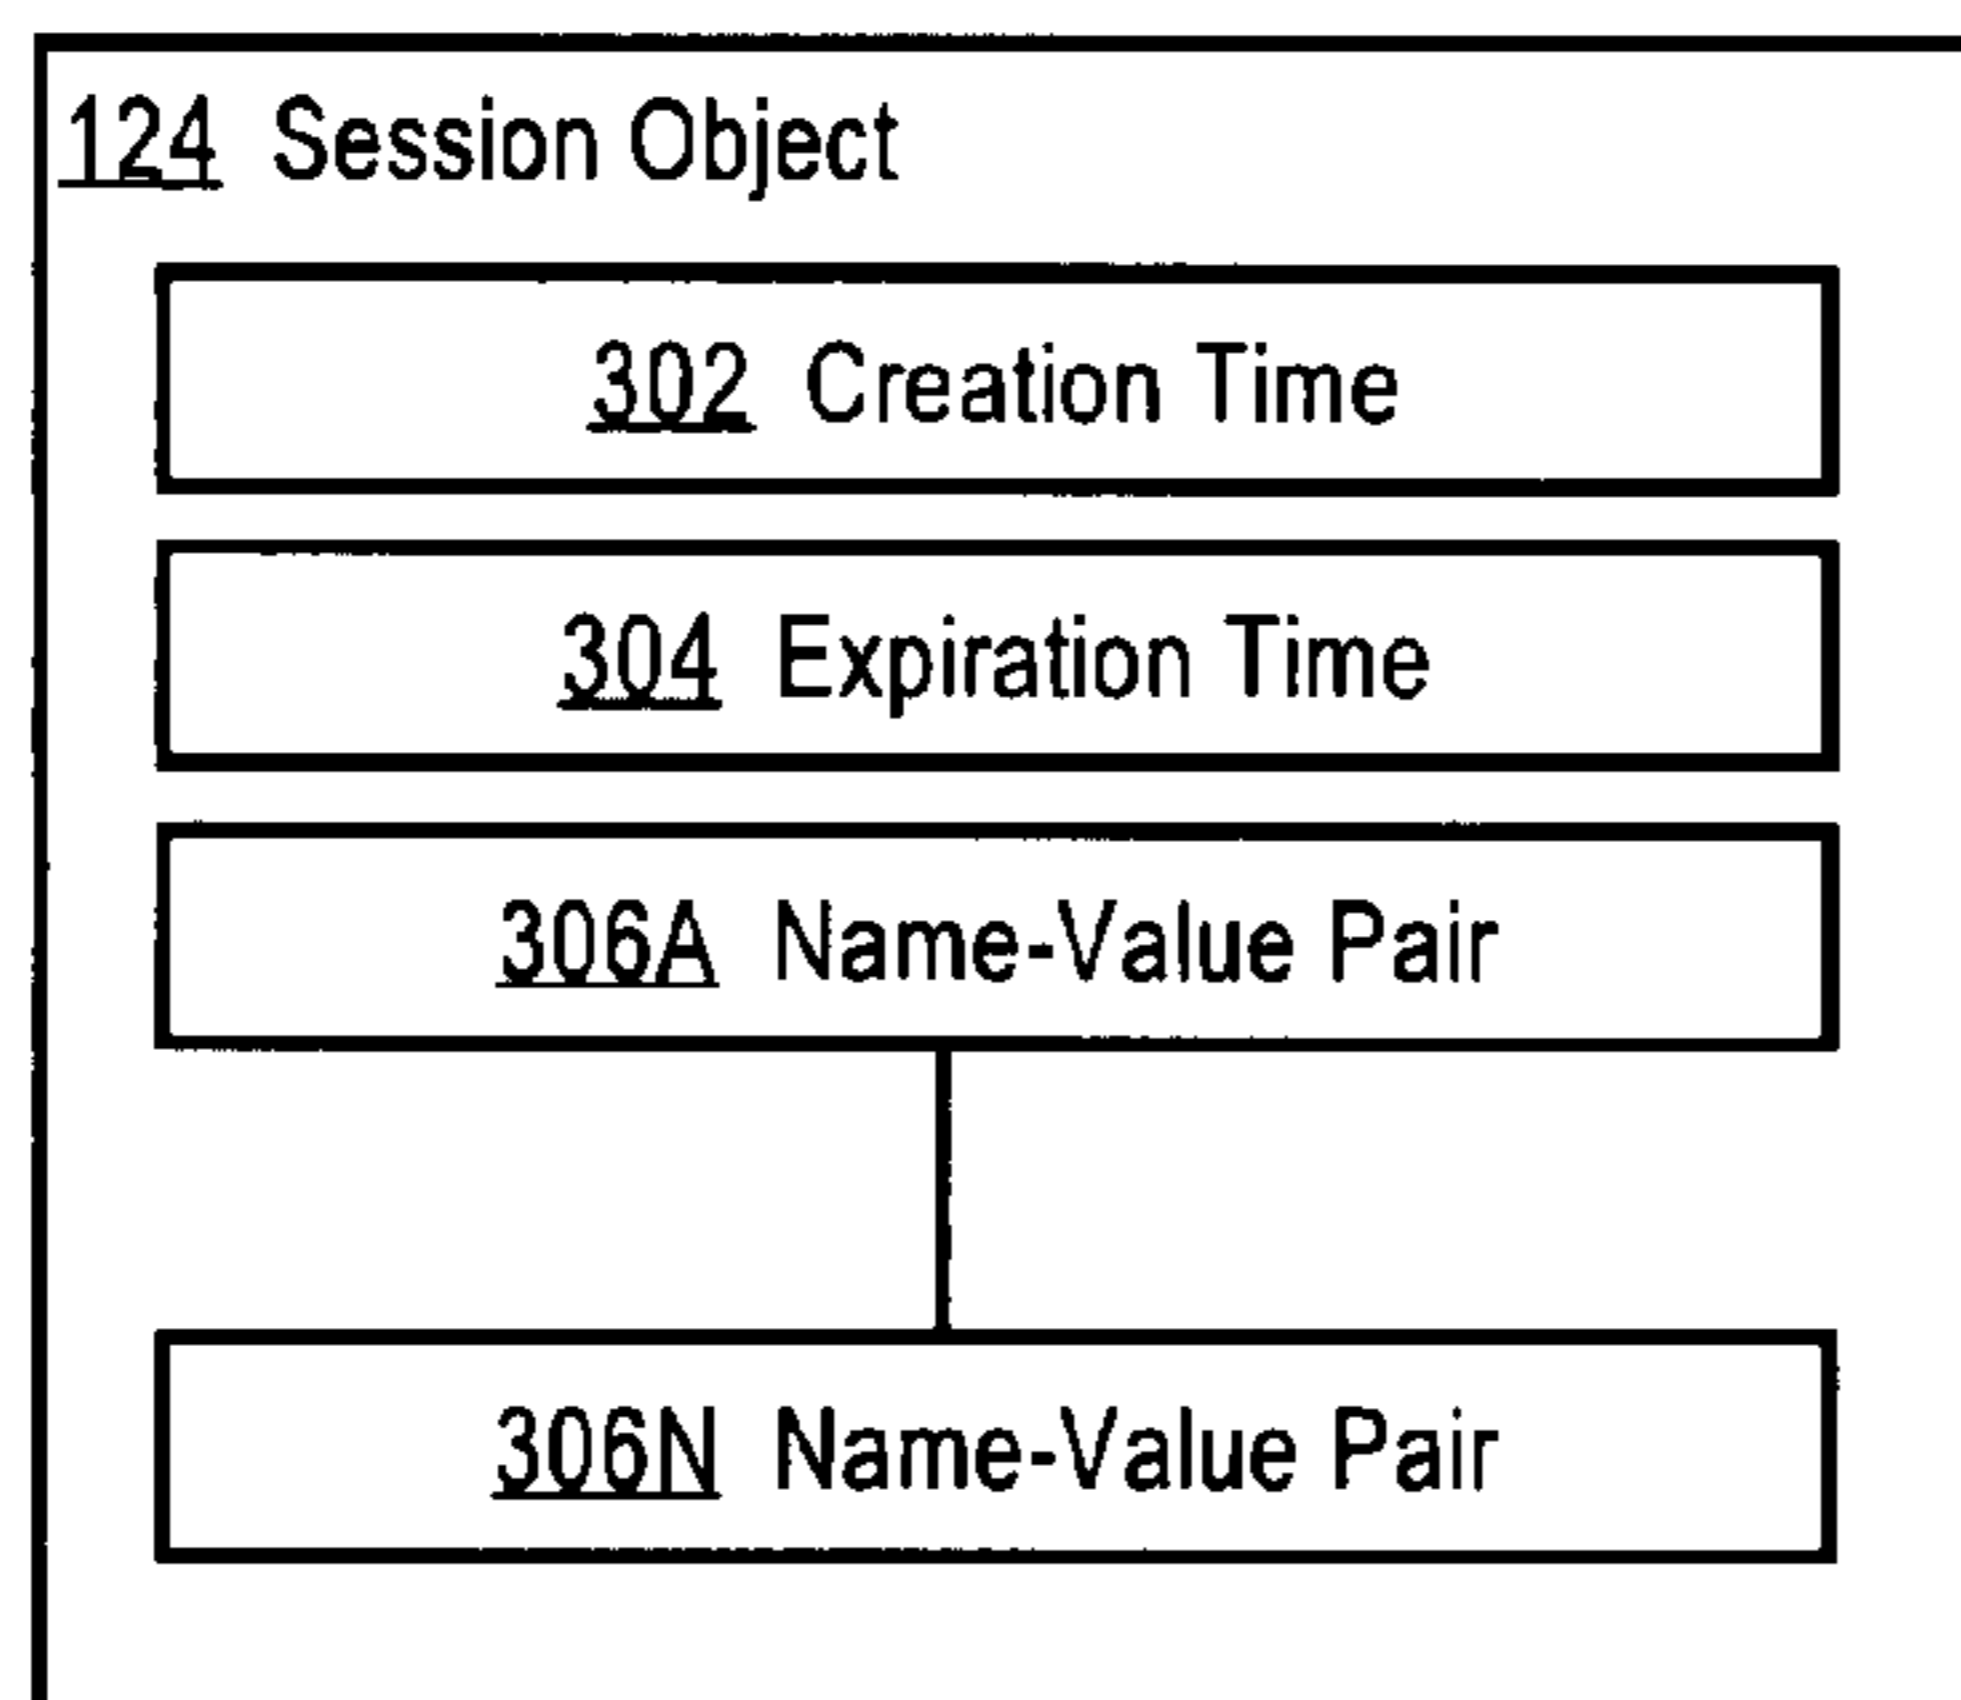 124 Session Object
302 Creation Time
304 Expiration Time
306A Name-Value Pair
306N Name-Value Pair